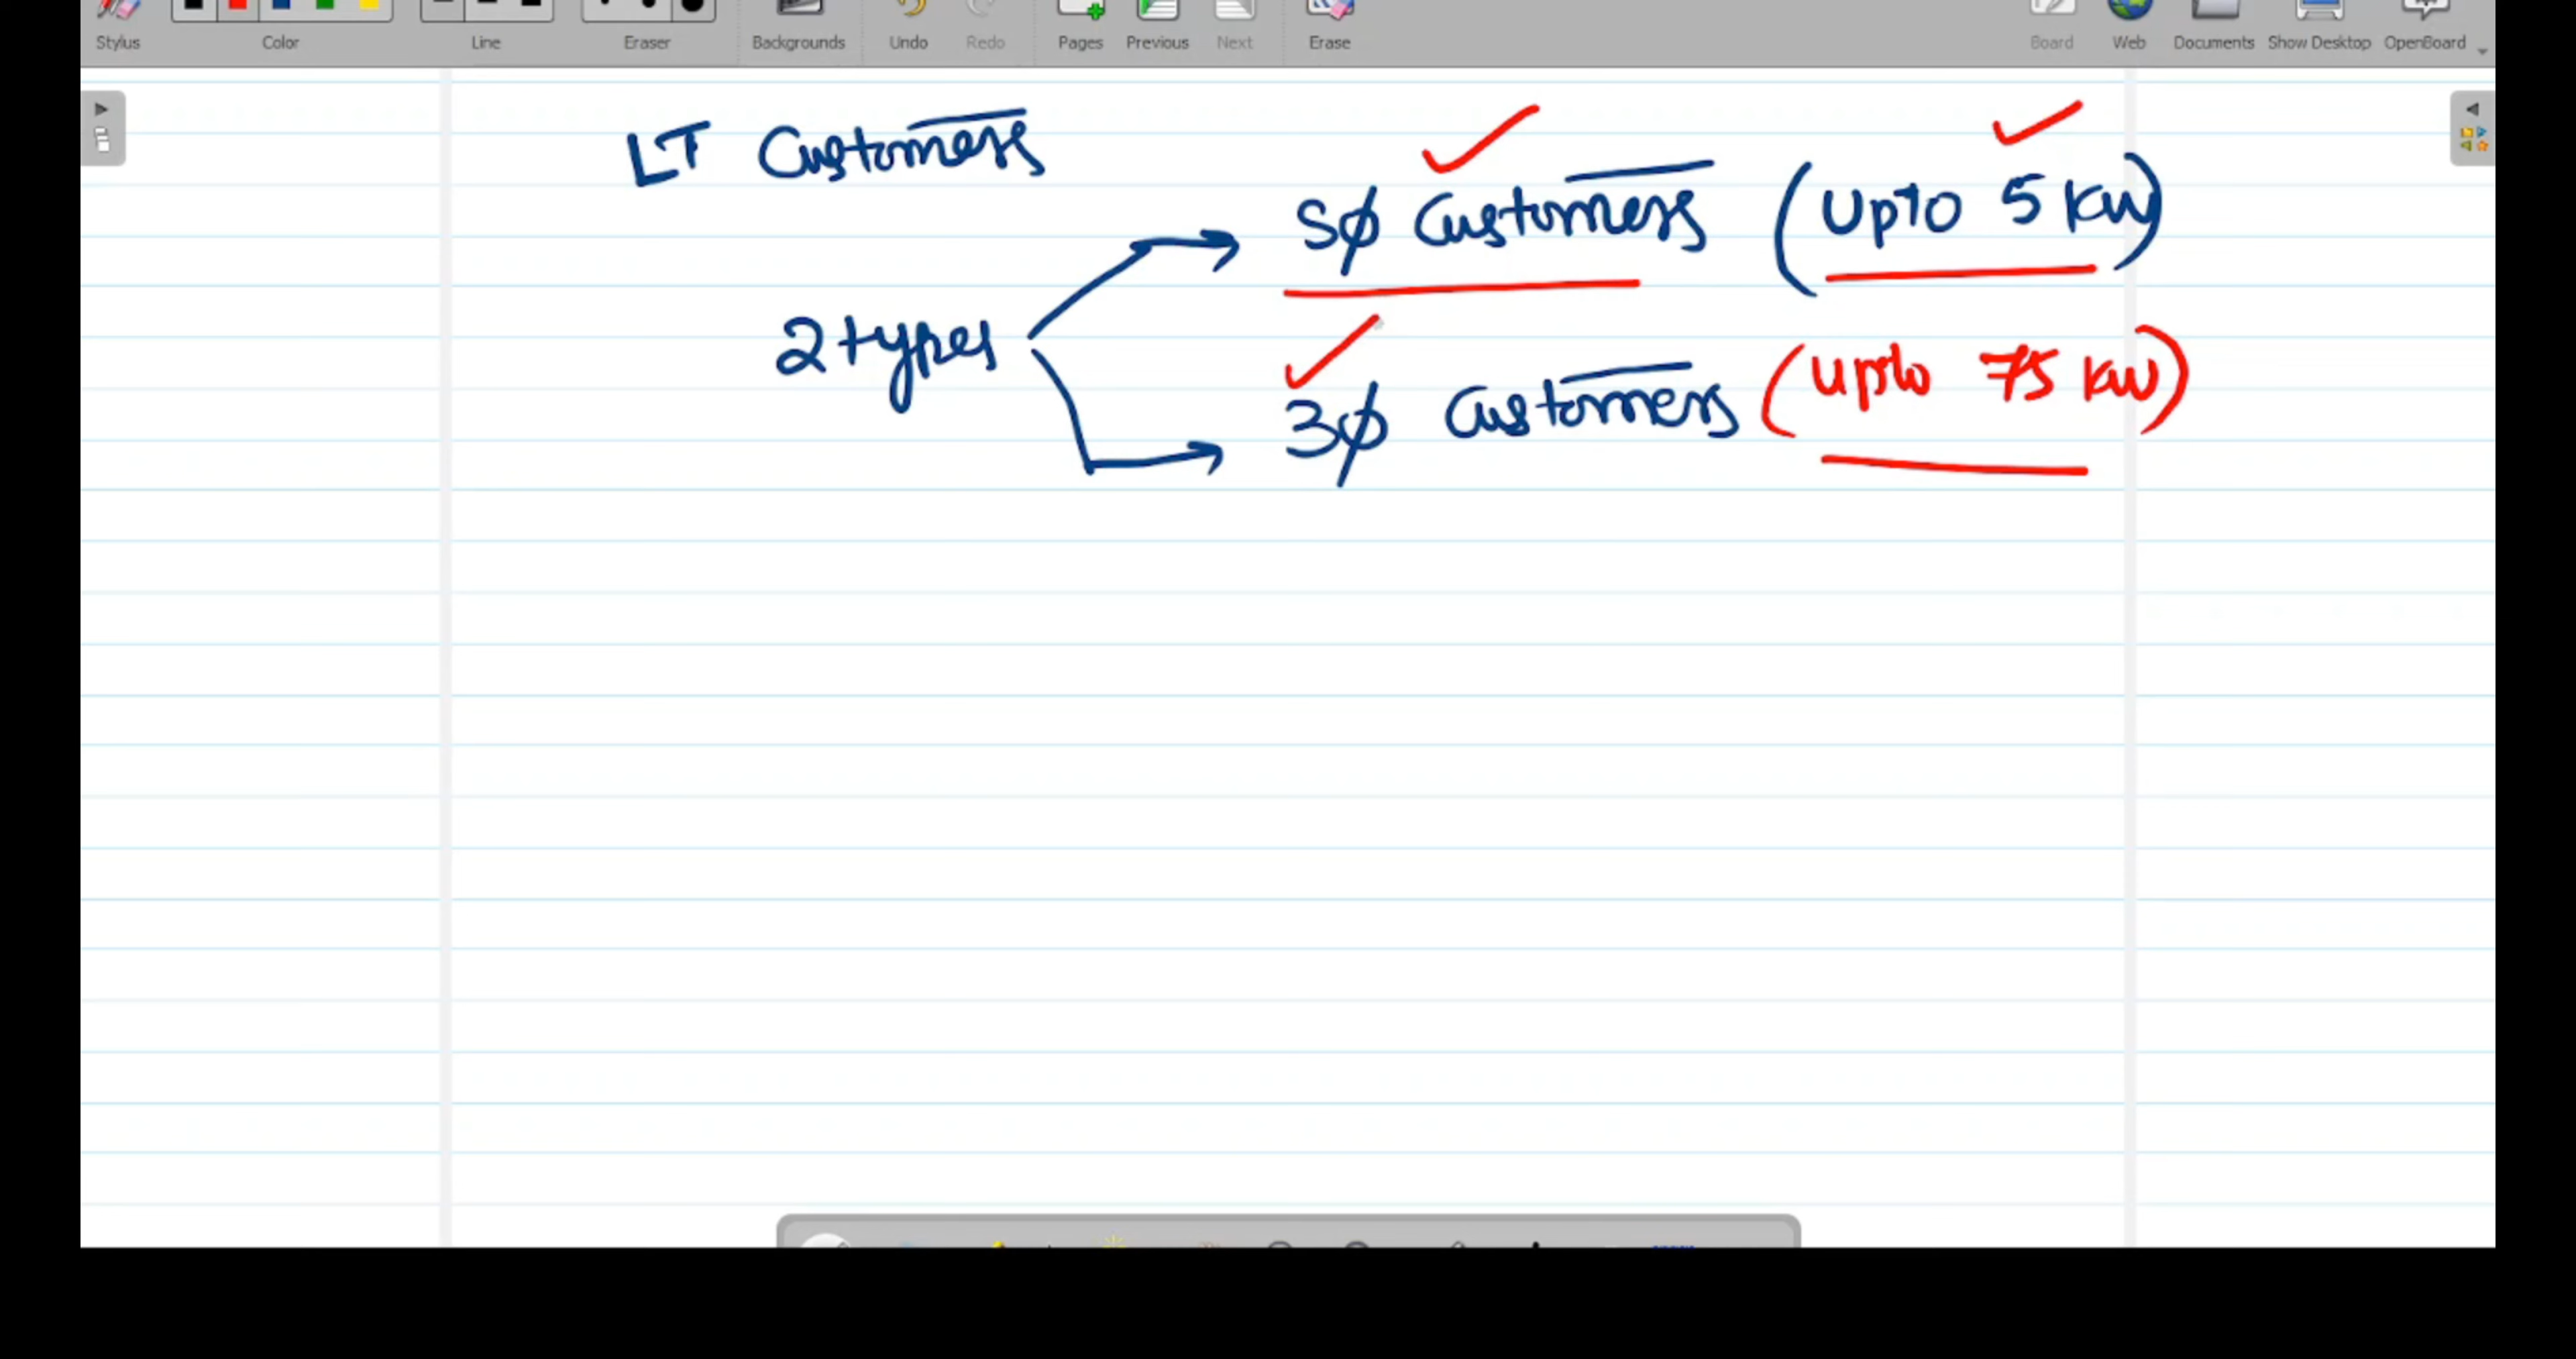 Stylus Color Line Eraser Backgrounds Undo Redo Pages Previous Next Erase Board Web Documents Show Desktop OpenBoard
LT Customers
Sφ Customers (Upto 5 KW)
2 types
3φ Customers (upto 75 KW)